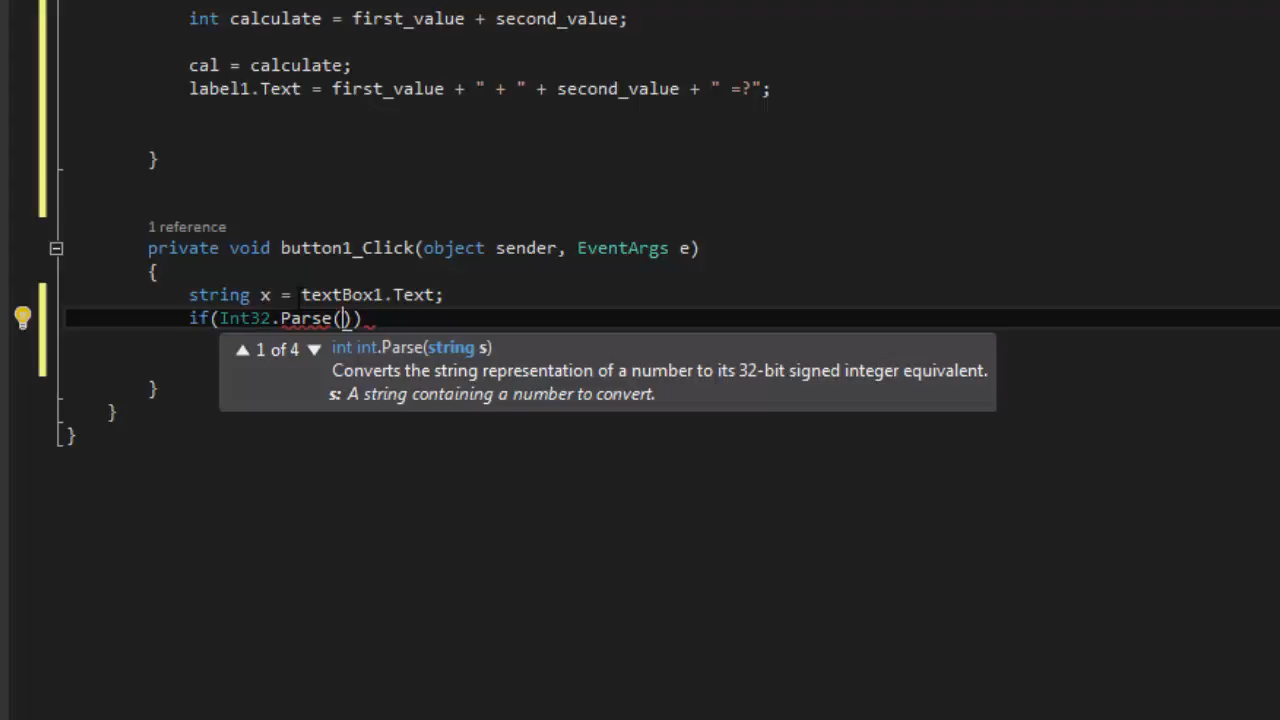 int calculate = first_value + second_value;
cal = calculate;
label1.Text = first_value + " + " + second_value + " =?";
}
1 reference
private void button1_Click(object sender, EventArgs e)
{
string x = textBox1.Text;
if(Int32.Parse())
▲ 1 of 4 ▼ int int.Parse(string s)
Converts the string representation of a number to its 32-bit signed integer equivalent.
s: A string containing a number to convert.
}
}
}